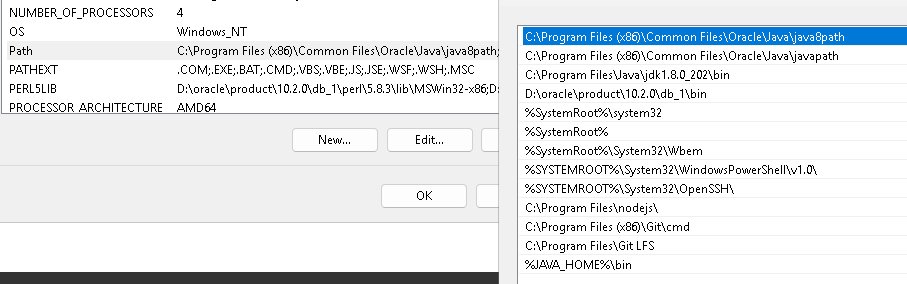 NUMBER_OF_PROCESSORS 4
OS Windows_NT
Path C:\Program Files (x86)\Common Files\Oracle\Java\java8path;
PATHEXT .COM;.EXE;.BAT;.CMD;.VBS;.VBE;.JS;.JSE;.WSF;.WSH;.MSC
PERL5LIB D:\oracle\product\10.2.0\db_1\perl\5.8.3\lib\MSWin32-x86;D:
PROCESSOR_ARCHITECTURE AMD64
New... Edit...
OK
C:\Program Files (x86)\Common Files\Oracle\Java\java8path
C:\Program Files (x86)\Common Files\Oracle\Java\javapath
C:\Program Files\Java\jdk1.8.0_202\bin
D:\oracle\product\10.2.0\db_1\bin
%SystemRoot%\system32
%SystemRoot%
%SystemRoot%\System32\Wbem
%SYSTEMROOT%\System32\WindowsPowerShell\v1.0\
%SYSTEMROOT%\System32\OpenSSH\
C:\Program Files\nodejs\
C:\Program Files (x86)\Git\cmd
C:\Program Files\Git LFS
%JAVA_HOME%\bin